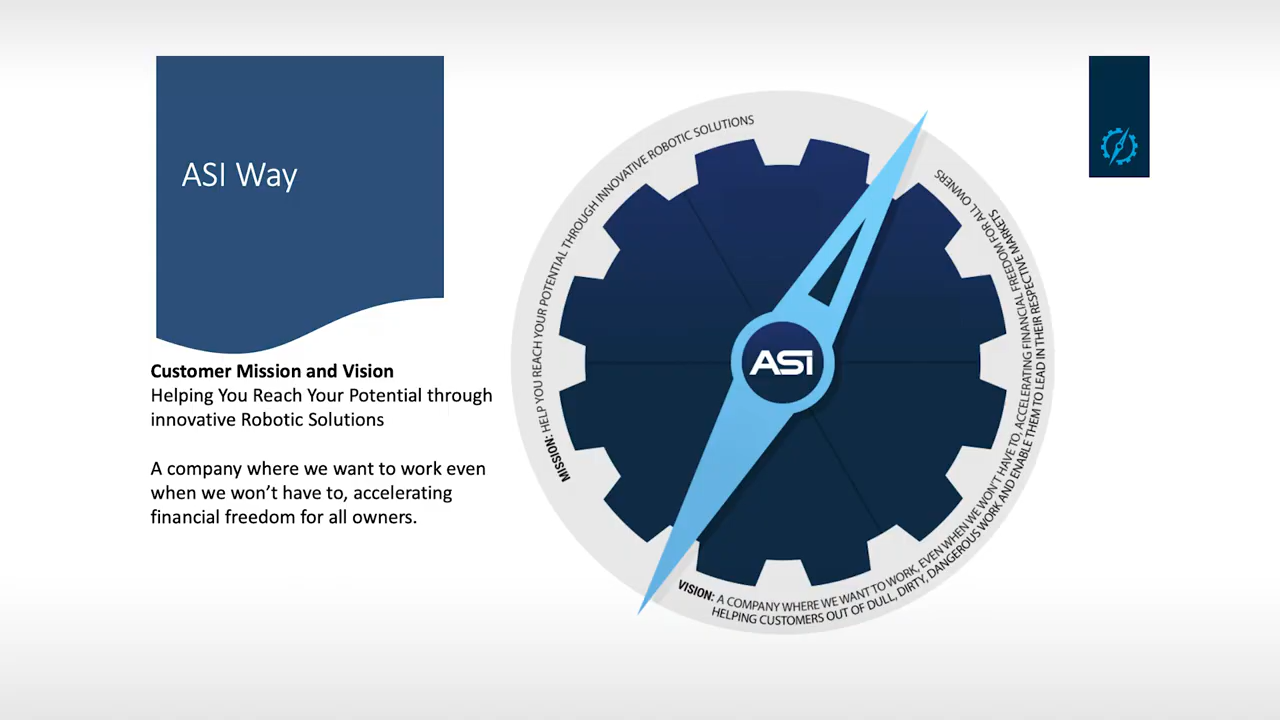 ASI Way
Customer Mission and Vision
Helping You Reach Your Potential through
innovative Robotic Solutions
A company where we want to work even
when we won’t have to, accelerating
financial freedom for all owners.
MISSION: HELP YOU REACH YOUR POTENTIAL THROUGH INNOVATIVE ROBOTIC SOLUTIONS
ASI
VISION: A COMPANY WHERE WE WANT TO WORK, EVEN WHEN WE WON'T HAVE TO, ACCELERATING FINANCIAL FREEDOM FOR ALL OWNERS
HELPING CUSTOMERS OUT OF DULL, DIRTY, DANGEROUS WORK AND ENABLE THEM TO LEAD IN THEIR RESPECTIVE MARKETS